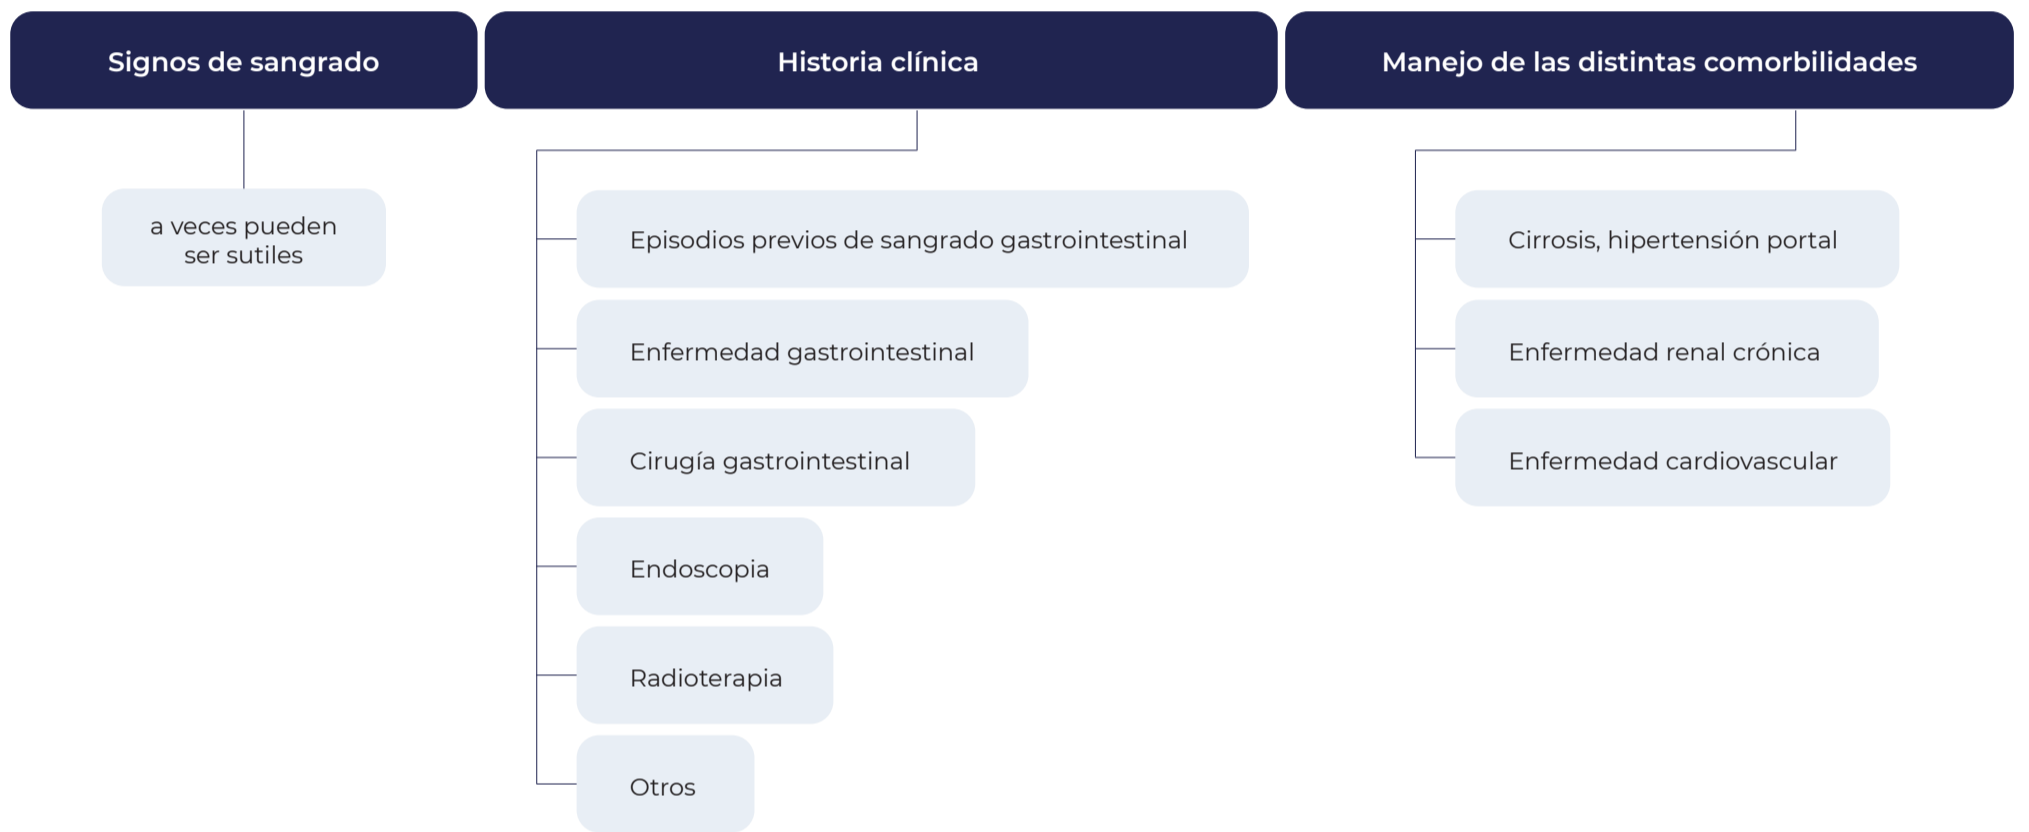 Signos de sangrado
a veces pueden
ser sutiles
Historia clínica
Episodios previos de sangrado gastrointestinal
Enfermedad gastrointestinal
Cirugía gastrointestinal
Endoscopia
Radioterapia
Otros
Manejo de las distintas comorbilidades
Cirrosis, hipertensión portal
Enfermedad renal crónica
Enfermedad cardiovascular